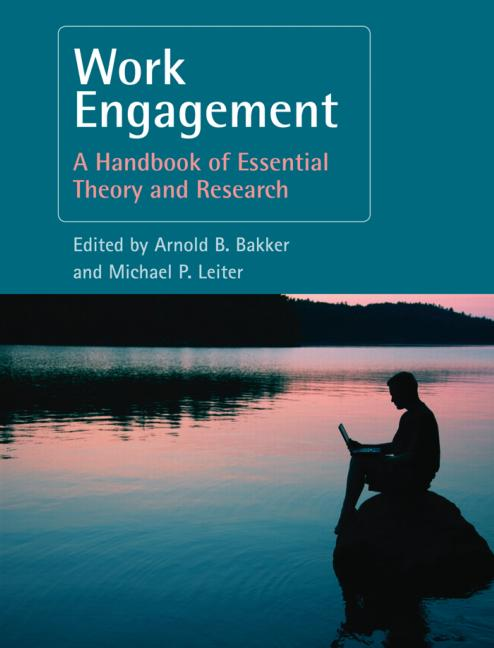 Work
Engagement
A Handbook of Essential
Theory and Research
Edited by Arnold B. Bakker
and Michael P. Leiter